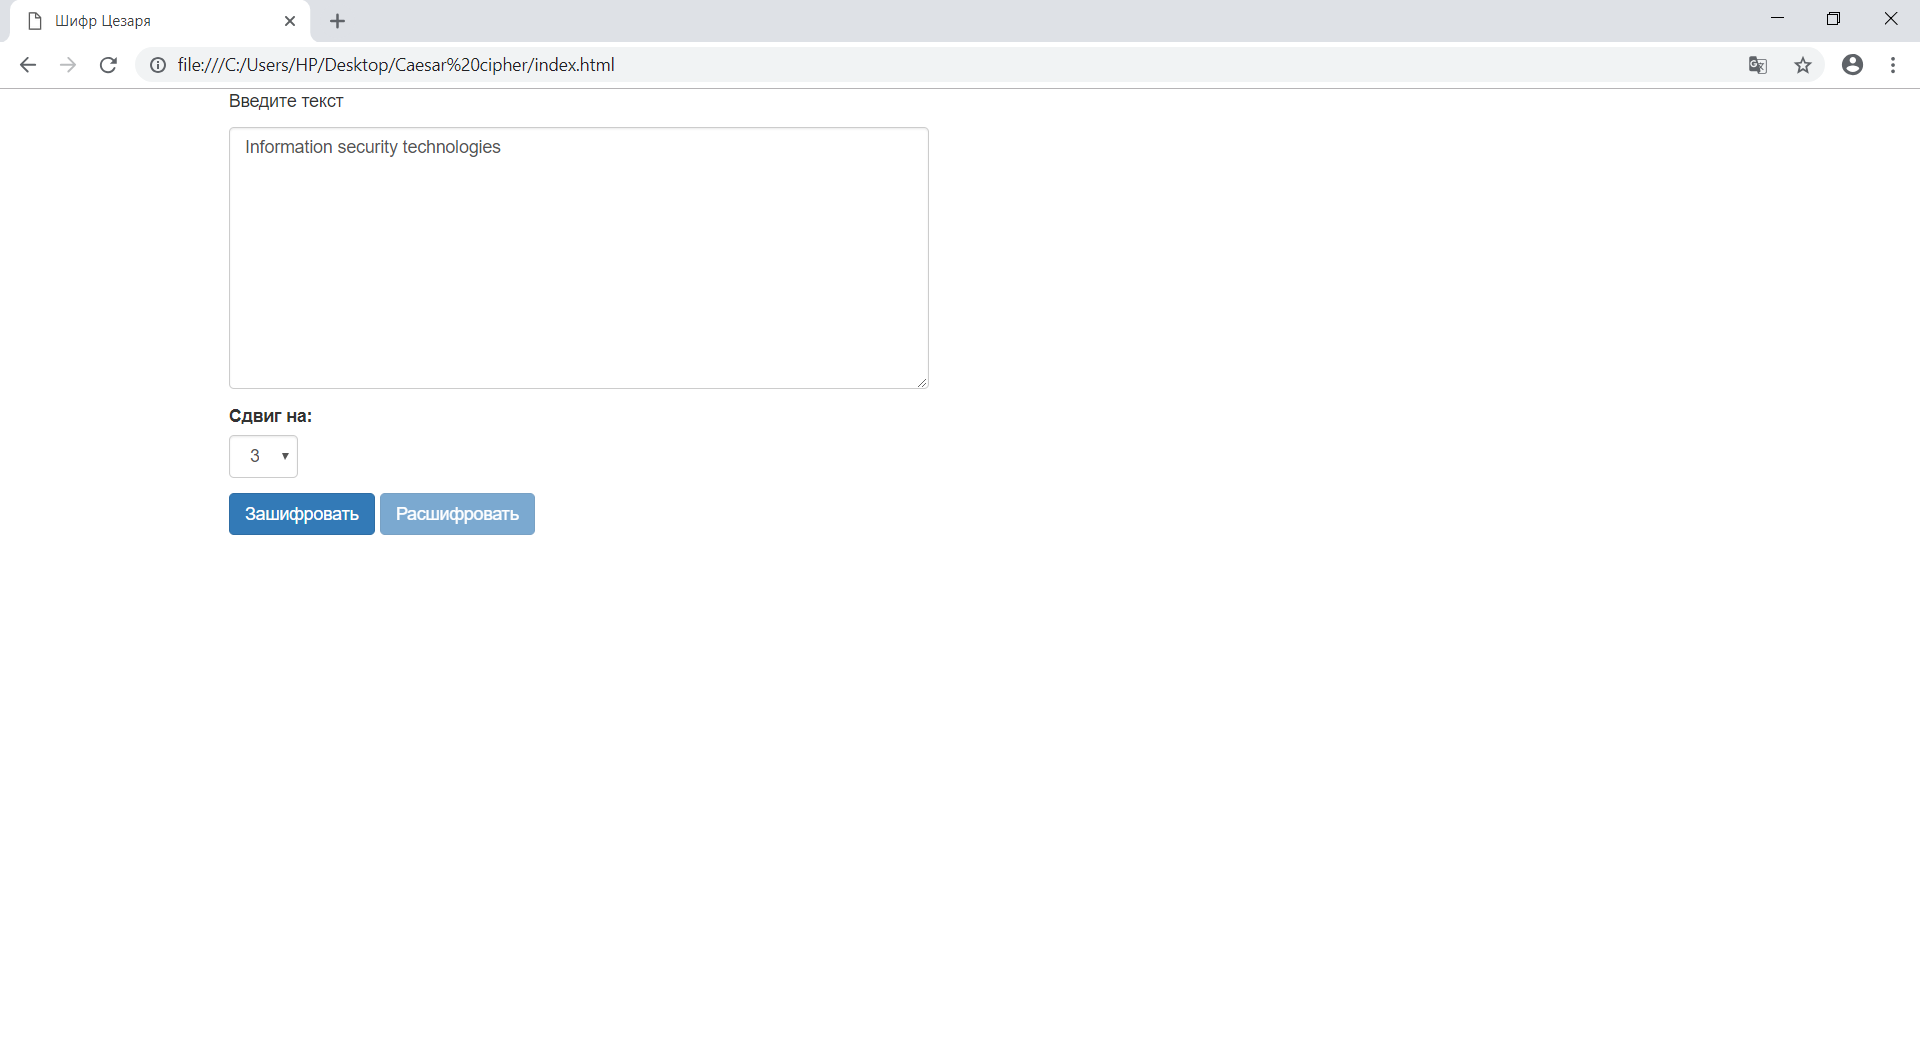 Шифр Цезаря
file:///C:/Users/HP/Desktop/Caesar%20cipher/index.html
Введите текст
Information security technologies
Сдвиг на:
3
Зашифровать Расшифровать